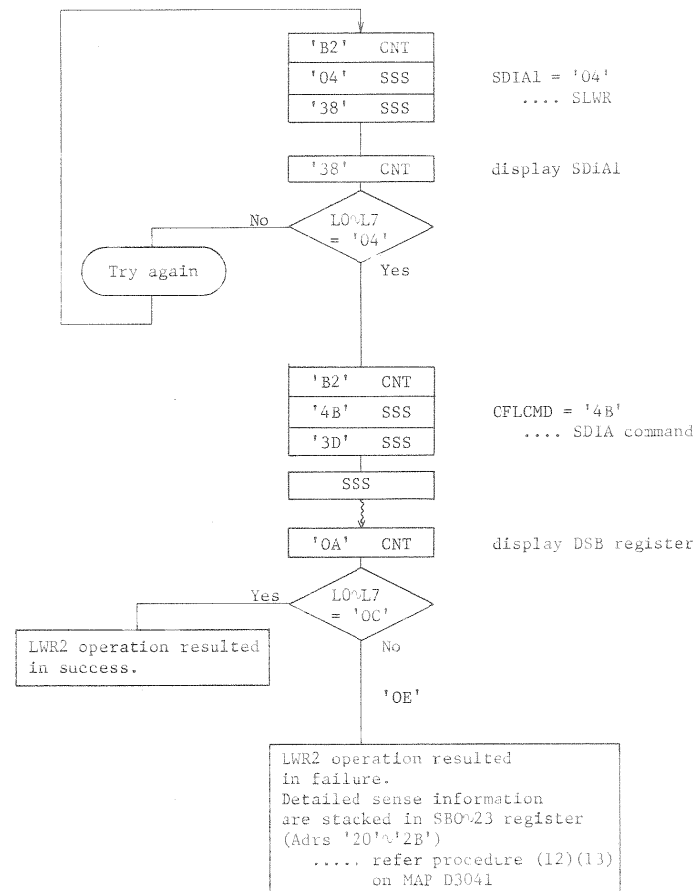 'B2' CNT
'04' SSS
'38' SSS
SDIA1 = '04'
.... SLWR
'38' CNT
display SDiA1
L0~L7
= '04'
No
Yes
Try again
'B2' CNT
'4B' SSS
'3D' SSS
CFLCMD = '4B'
.... SDIA command
SSS
'0A' CNT
display DSB register
L0~L7
= '0C'
Yes
No
LWR2 operation resulted
in success.
'0E'
LWR2 operation resulted
in failure.
Detailed sense information
are stacked in SB0~23 register
(Adrs '20'~'2B')
..... refer procedure (12)(13)
on MAP D3041